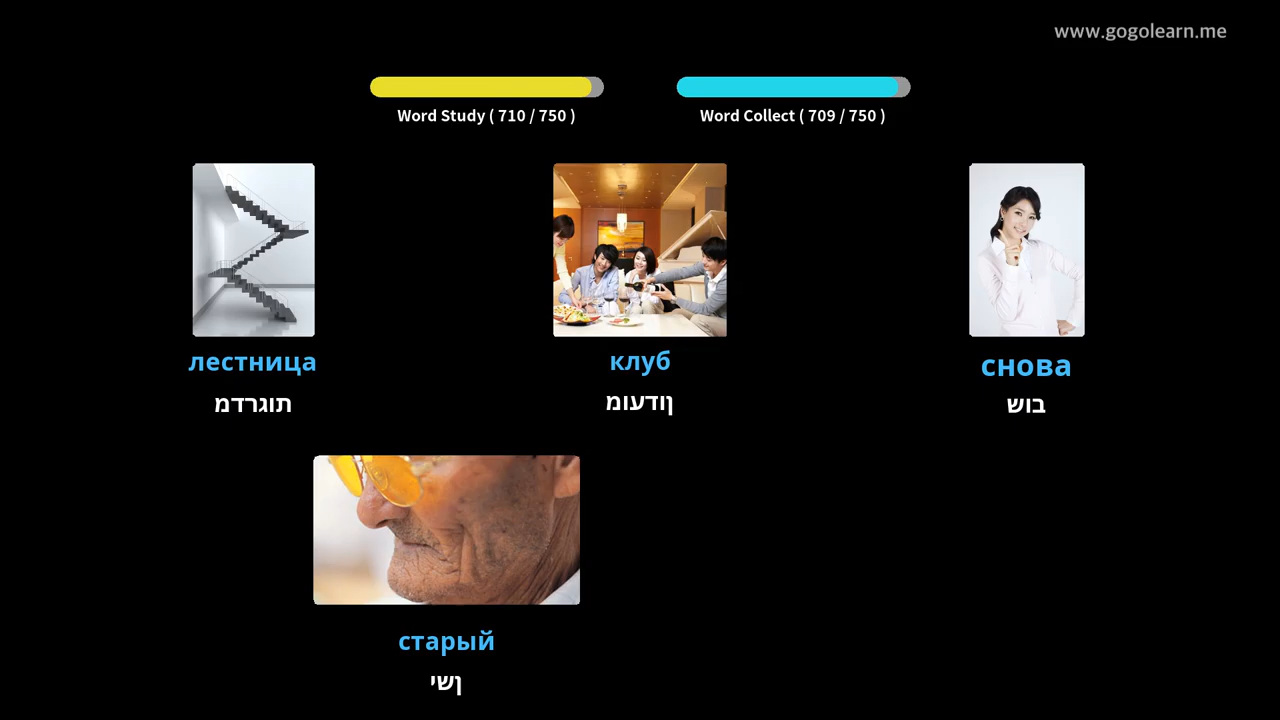 www.gogolearn.me
Word Study ( 710 / 750 )
Word Collect ( 709 / 750 )
лестница
מדרגות
клуб
מועדון
снова
שוב
старый
ישן